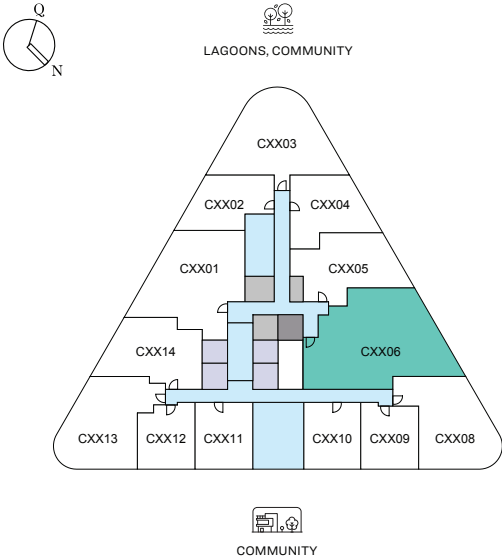 Q
N
LAGOONS, COMMUNITY
CXX03
CXX02
CXX04
CXX01
CXX05
CXX14
CXX06
CXX13
CXX12
CXX11
CXX10
CXX09
CXX08
COMMUNITY